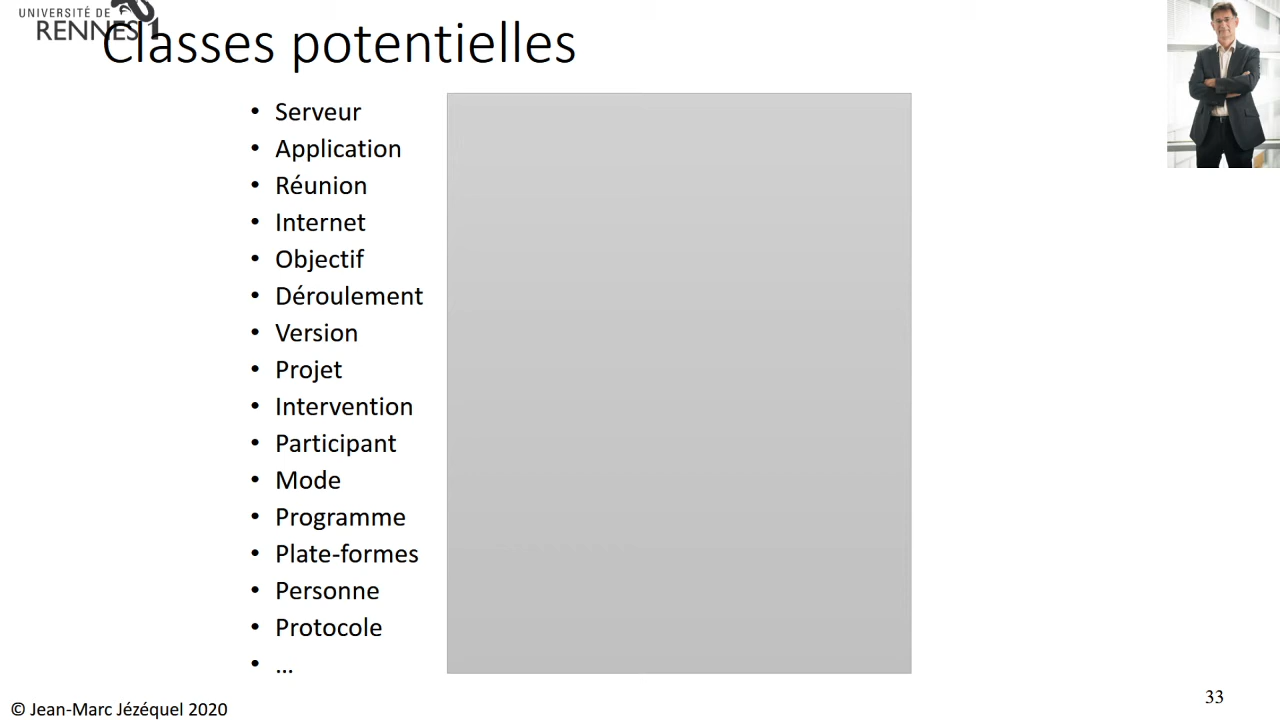 UNIVERSITÉ DE
RENNES 1
Classes potentielles
• Serveur
• Application
• Réunion
• Internet
• Objectif
• Déroulement
• Version
• Projet
• Intervention
• Participant
• Mode
• Programme
• Plate-formes
• Personne
• Protocole
• ...
© Jean-Marc Jézéquel 2020
33